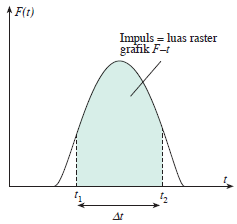 F(t)
Impuls = luas raster
grafik F–t
t
t₁
t₂
Δt